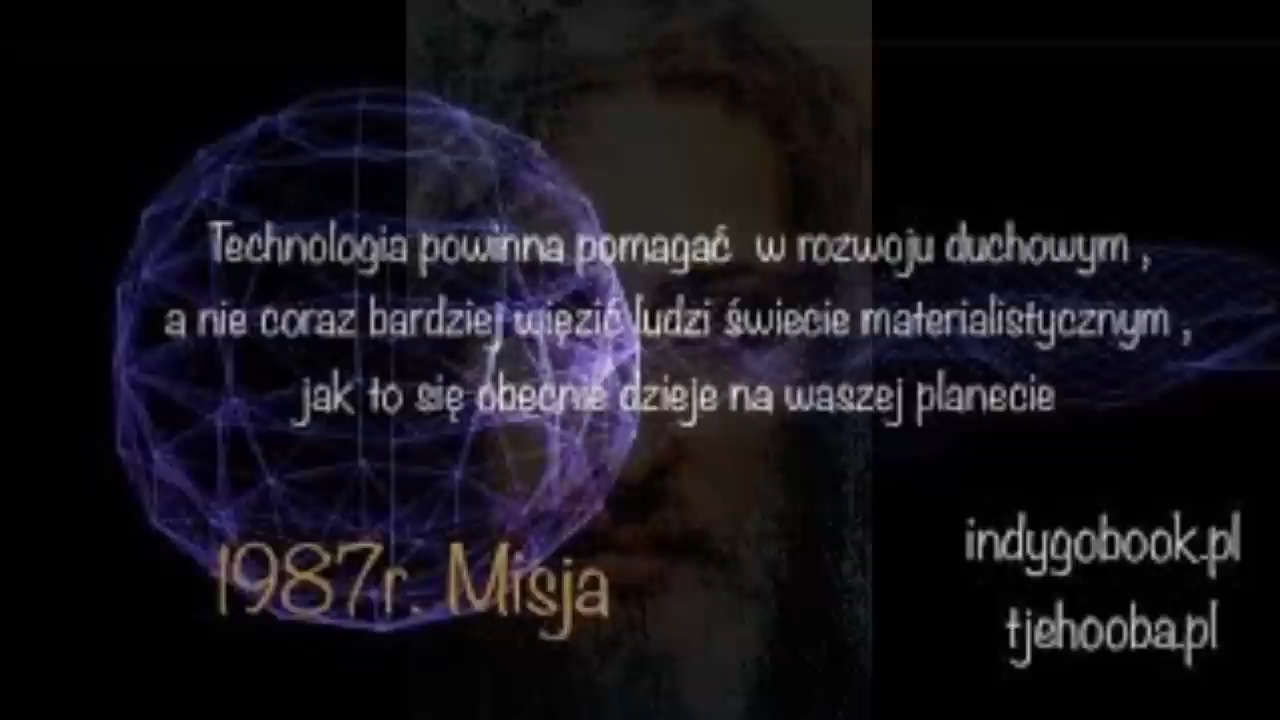 Technologia powinna pomagać w rozwoju duchowym ,
a nie coraz bardziej więzić ludzi świecie materialistycznym ,
jak to się obecnie dzieje na waszej planecie
1987r. Misja
indygobook.pl
tjehooba.pl